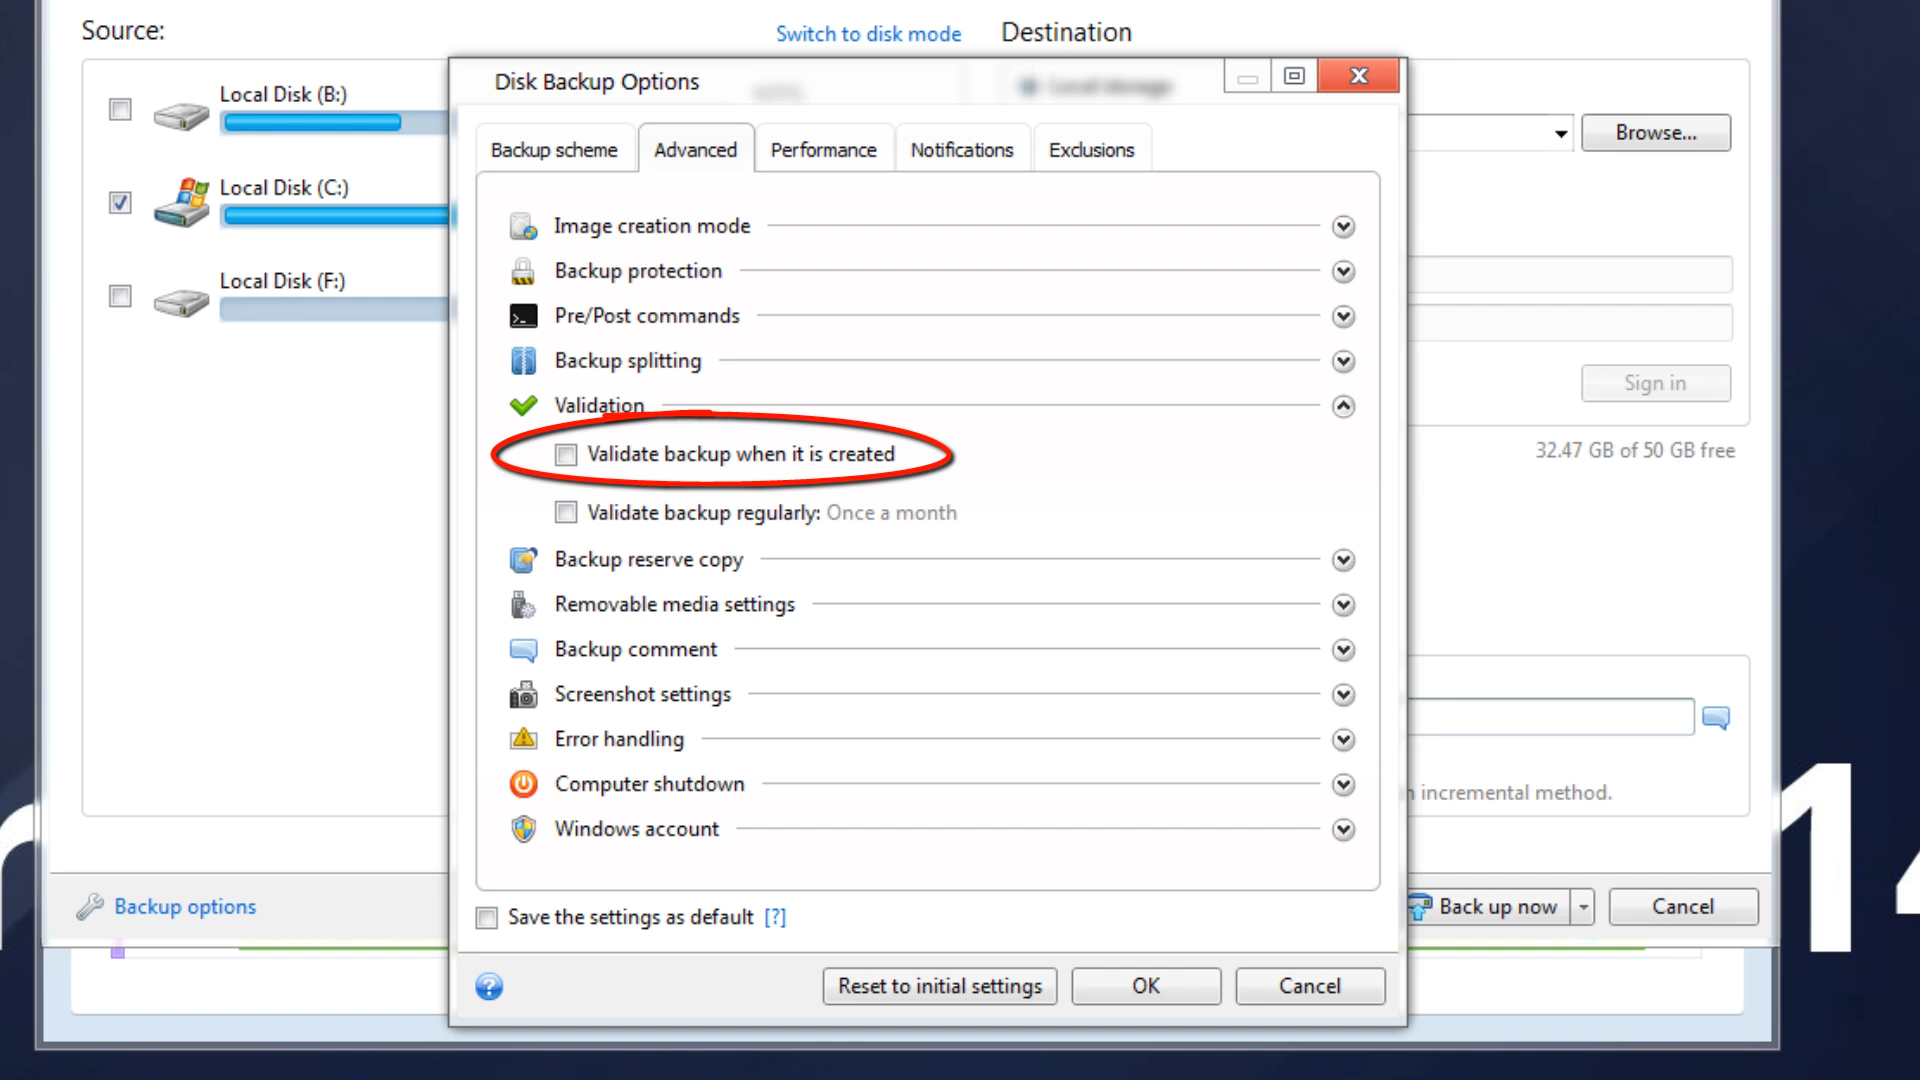 Source:
Switch to disk mode
Destination
Local Disk (B:)
Local Disk (C:)
Local Disk (F:)
Browse...
Sign in
32.47 GB of 50 GB free
Disk Backup Options
Backup scheme
Advanced
Performance
Notifications
Exclusions
Image creation mode
Backup protection
Pre/Post commands
Backup splitting
Validation
Validate backup when it is created
Validate backup regularly: Once a month
Backup reserve copy
Removable media settings
Backup comment
Screenshot settings
Error handling
Computer shutdown
Windows account
Save the settings as default [?]
Reset to initial settings
OK
Cancel
incremental method.
Backup options
Back up now
Cancel
14